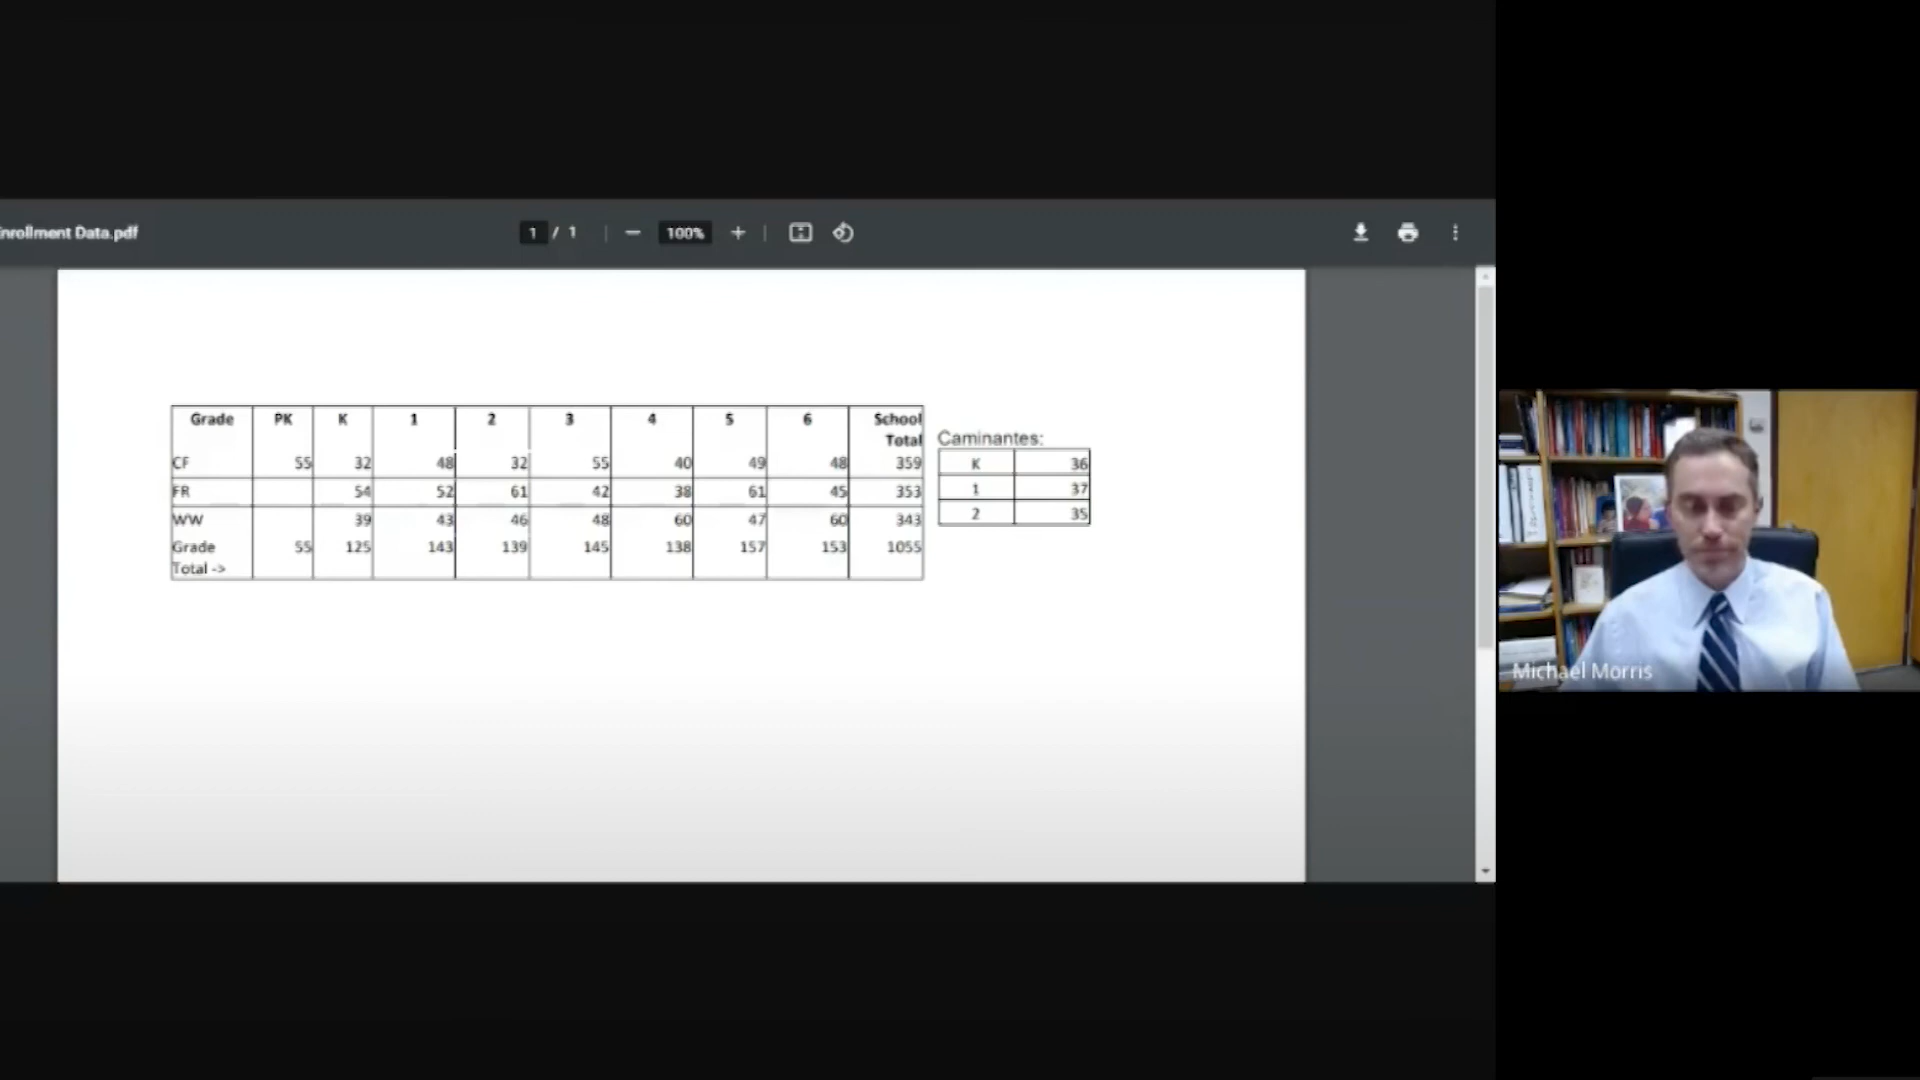 nrollment Data.pdf
1 / 1
100%
Grade PK K 1 2 3 4 5 6 School Total
CF 55 32 48 32 55 40 49 48 359
FR 54 52 61 42 38 61 45 353
WW 39 43 46 48 60 47 60 343
Grade Total -> 55 125 143 139 145 138 157 153 1055
Caminantes:
K 36
1 37
2 35
Michael Morris